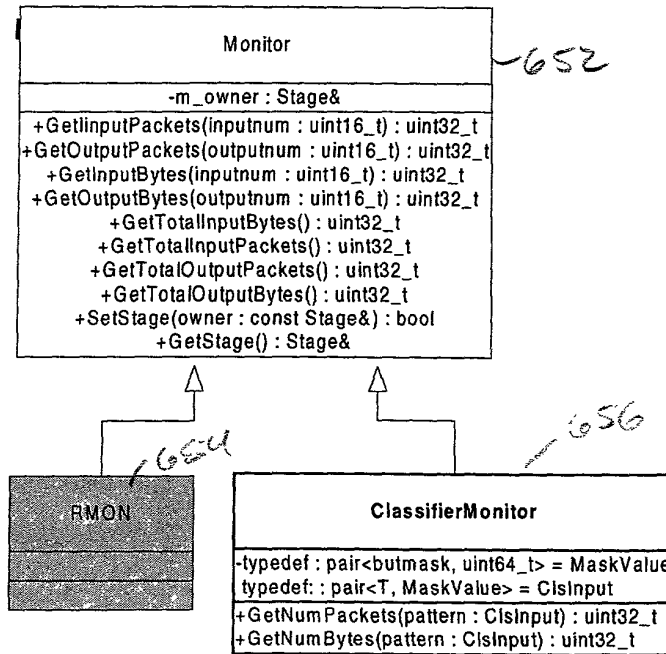 Monitor
652
-m_owner : Stage&
+GetIinputPackets(inputnum : uint16_t) : uint32_t
+GetOutputPackets(outputnum : uint16_t) : uint32_t
+GetInputBytes(inputnum : uint16_t) : uint32_t
+GetOutputBytes(outputnum : uint16_t) : uint32_t
+GetTotalInputBytes() : uint32_t
+GetTotalInputPackets() : uint32_t
+GetTotalOutputPackets() : uint32_t
+GetTotalOutputBytes() : uint32_t
+SetStage(owner : const Stage&) : bool
+GetStage() : Stage&
654
656
RMON
ClassifierMonitor
-typedef : pair<butmask, uint64_t> = MaskValue
typedef: : pair<T, MaskValue> = ClsInput
+GetNumPackets(pattern : ClsInput) : uint32_t
+GetNumBytes(pattern : ClsInput) : uint32_t